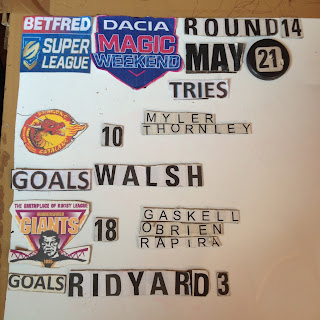 BETFRED DACIA ROUND 14
SUPER LEAGUE MAGIC WEEKEND MAY 21
TRIES
10 MYLER
THORNLEY
GOALS WALSH
THE BIRTHPLACE OF RUGBY LEAGUE
GIANTS
18 GASKELL
OBRIEN
RAPIRA
GOALS RIDYARD 3